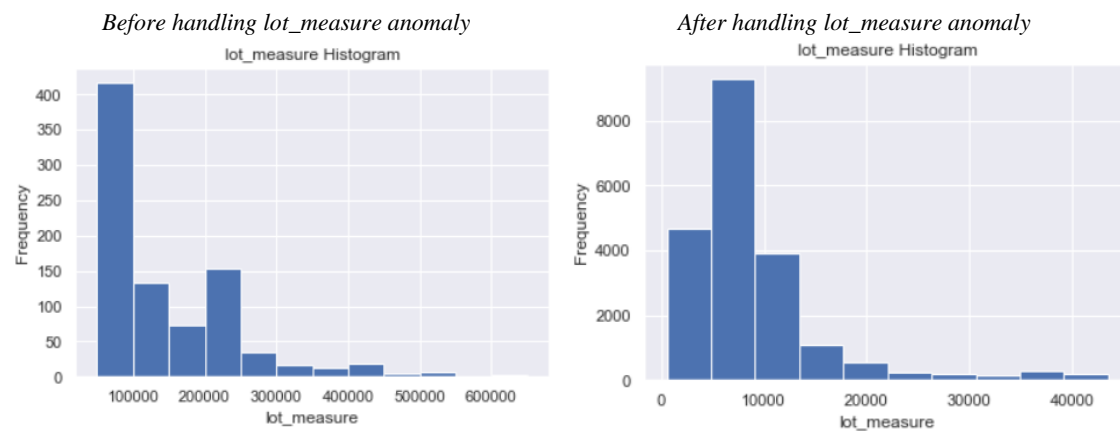 Before handling lot_measure anomaly
lot_measure Histogram
400
350
300
250
200
150
100
50
0
Frequency
100000 200000 300000 400000 500000 600000
lot_measure
After handling lot_measure anomaly
lot_measure Histogram
8000
6000
4000
2000
0
Frequency
0 10000 20000 30000 40000
lot_measure